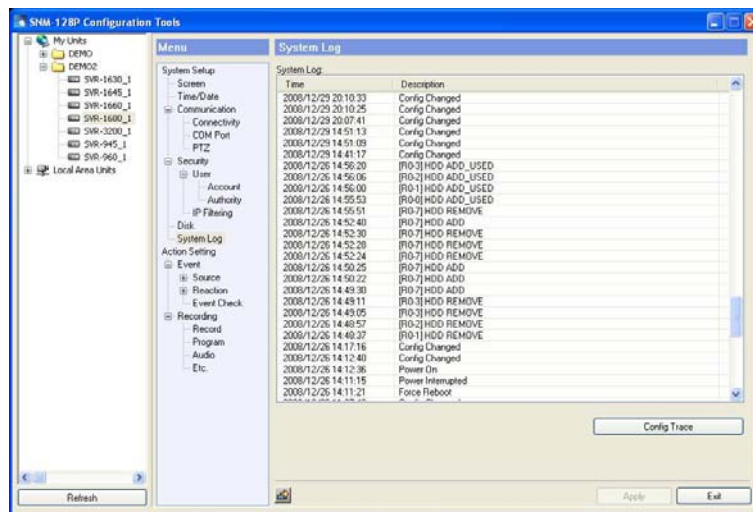 SNM-128P Configuration Tools
My Units
DEMO
DEMO2
SVR-1630_1
SVR-1645_1
SVR-1660_1
SVR-1600_1
SVR-3200_1
SVR-945_1
SVR-960_1
Local Area Units
Refresh
Menu
System Setup
Screen
Time/Date
Communication
Connectivity
COM Port
PTZ
Security
User
Account
Authority
IP Filtering
Disk
System Log
Action Setting
Event
Source
Reaction
Event Check
Recording
Record
Program
Audio
Etc.
System Log
System Log:
Time Description
2008/12/29 20:10:33 Config Changed
2008/12/29 20:10:25 Config Changed
2008/12/29 20:07:41 Config Changed
2008/12/29 14:51:13 Config Changed
2008/12/29 14:51:09 Config Changed
2008/12/29 14:41:17 Config Changed
2008/12/26 14:56:20 [R0-3] HDD ADD_USED
2008/12/26 14:56:06 [R0-2] HDD ADD_USED
2008/12/26 14:56:00 [R0-1] HDD ADD_USED
2008/12/26 14:55:53 [R0-0] HDD ADD_USED
2008/12/26 14:55:51 [R0-7] HDD REMOVE
2008/12/26 14:52:40 [R0-7] HDD ADD
2008/12/26 14:52:30 [R0-7] HDD REMOVE
2008/12/26 14:52:28 [R0-7] HDD REMOVE
2008/12/26 14:52:24 [R0-7] HDD REMOVE
2008/12/26 14:50:25 [R0-7] HDD ADD
2008/12/26 14:50:22 [R0-7] HDD ADD
2008/12/26 14:49:30 [R0-7] HDD ADD
2008/12/26 14:49:11 [R0-3] HDD REMOVE
2008/12/26 14:49:05 [R0-3] HDD REMOVE
2008/12/26 14:48:57 [R0-2] HDD REMOVE
2008/12/26 14:48:37 [R0-1] HDD REMOVE
2008/12/26 14:17:16 Config Changed
2008/12/26 14:12:40 Config Changed
2008/12/26 14:12:36 Power On
2008/12/26 14:11:15 Power Interrupted
2008/12/26 14:11:21 Force Reboot
Config Trace
Apply
Exit